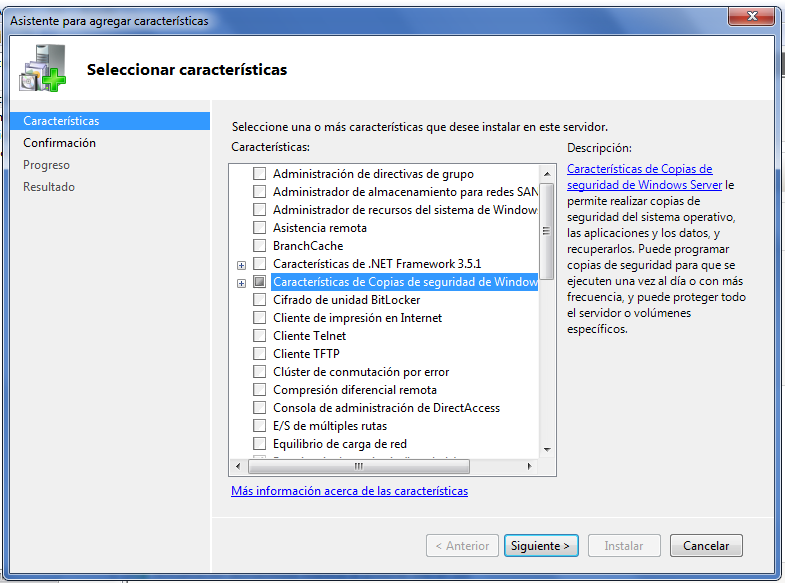 Asistente para agregar características
Seleccionar características
Características
Confirmación
Progreso
Resultado
Seleccione una o más características que desee instalar en este servidor.
Características:
Administración de directivas de grupo
Administrador de almacenamiento para redes SAN
Administrador de recursos del sistema de Window
Asistencia remota
BranchCache
Características de .NET Framework 3.5.1
Características de Copias de seguridad de Window
Cifrado de unidad BitLocker
Cliente de impresión en Internet
Cliente Telnet
Cliente TFTP
Clúster de conmutación por error
Compresión diferencial remota
Consola de administración de DirectAccess
E/S de múltiples rutas
Equilibrio de carga de red
Más información acerca de las características
Descripción:
Características de Copias de
seguridad de Windows Server le
permite realizar copias de
seguridad del sistema operativo,
las aplicaciones y los datos, y
recuperarlos. Puede programar
copias de seguridad para que se
ejecuten una vez al día o con más
frecuencia, y puede proteger todo
el servidor o volúmenes
específicos.
< Anterior
Siguiente >
Instalar
Cancelar